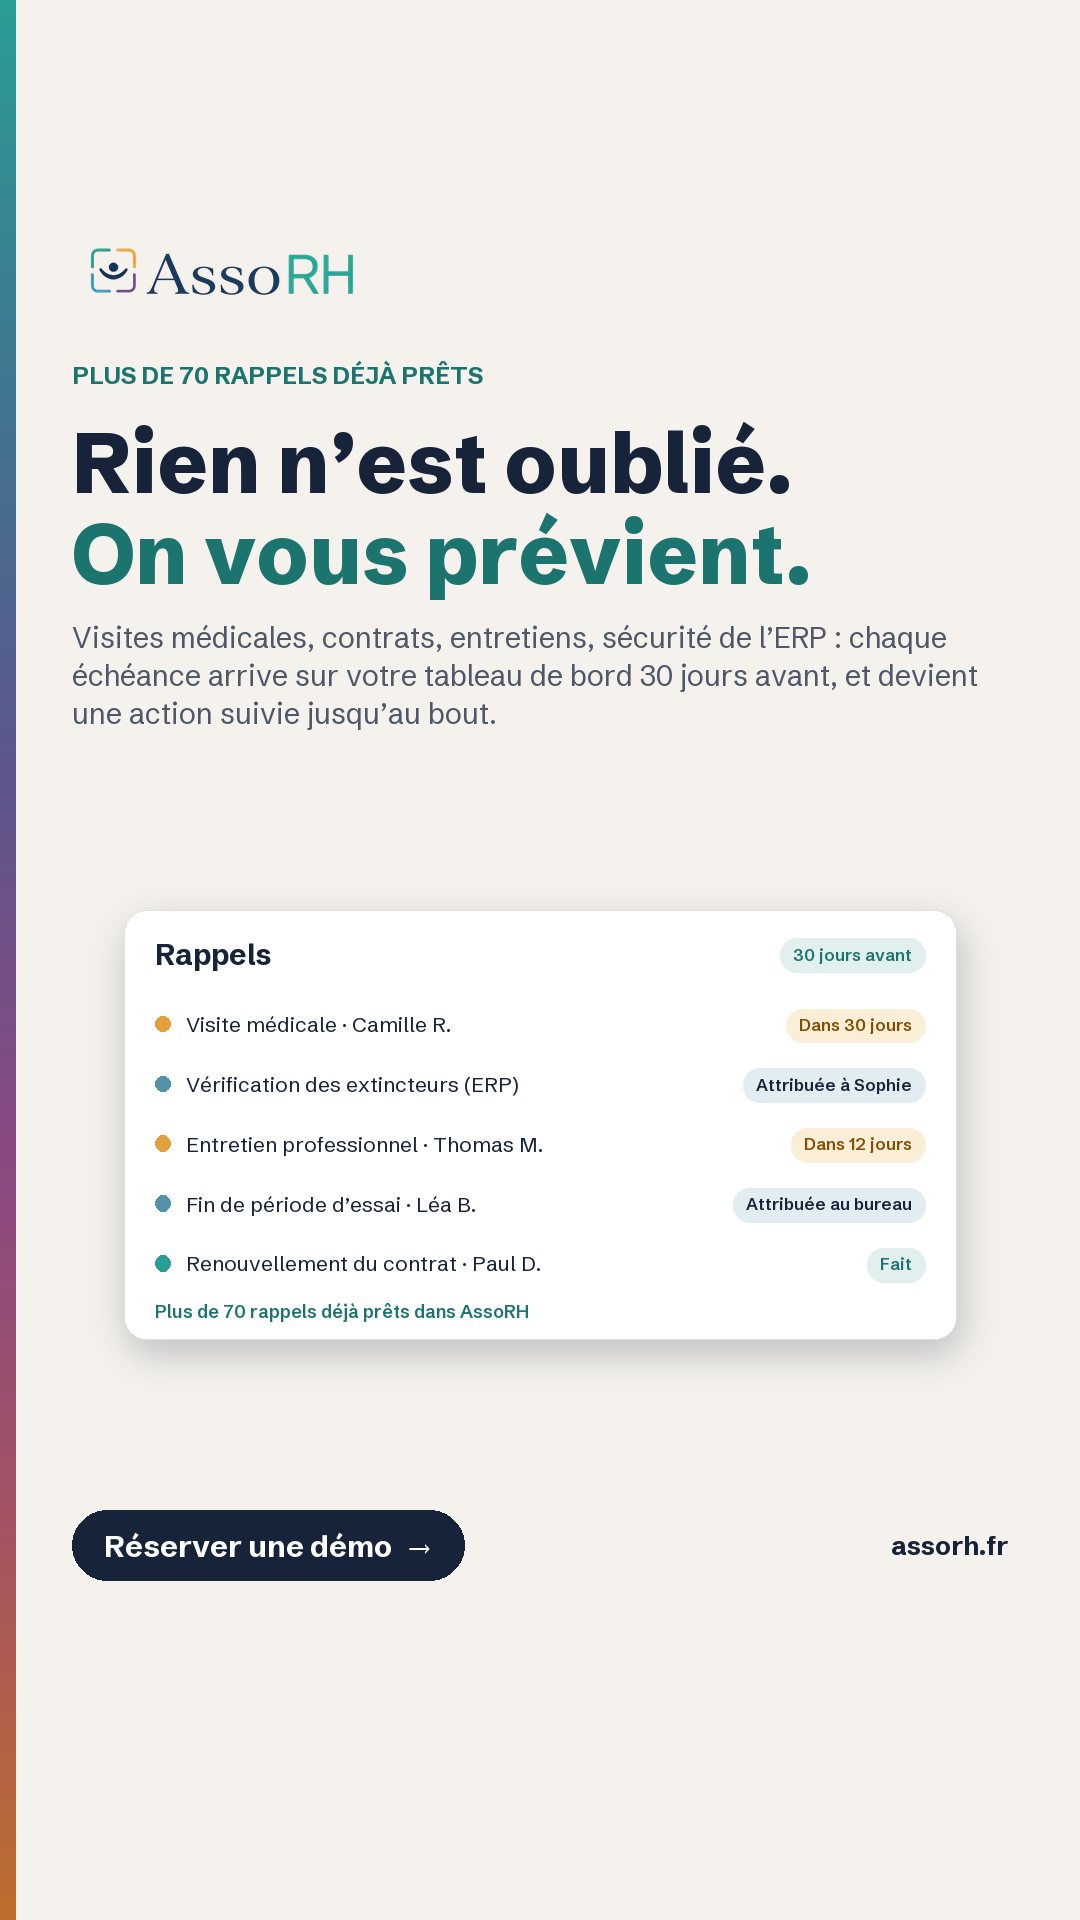 AssoRH
PLUS DE 70 RAPPELS DÉJÀ PRÊTS
Rien n’est oublié.
On vous prévient.
Visites médicales, contrats, entretiens, sécurité de l’ERP : chaque
échéance arrive sur votre tableau de bord 30 jours avant, et devient
une action suivie jusqu’au bout.
Rappels
30 jours avant
Visite médicale · Camille R.
Dans 30 jours
Vérification des extincteurs (ERP)
Attribuée à Sophie
Entretien professionnel · Thomas M.
Dans 12 jours
Fin de période d’essai · Léa B.
Attribuée au bureau
Renouvellement du contrat · Paul D.
Fait
Plus de 70 rappels déjà prêts dans AssoRH
Réserver une démo →
assorh.fr